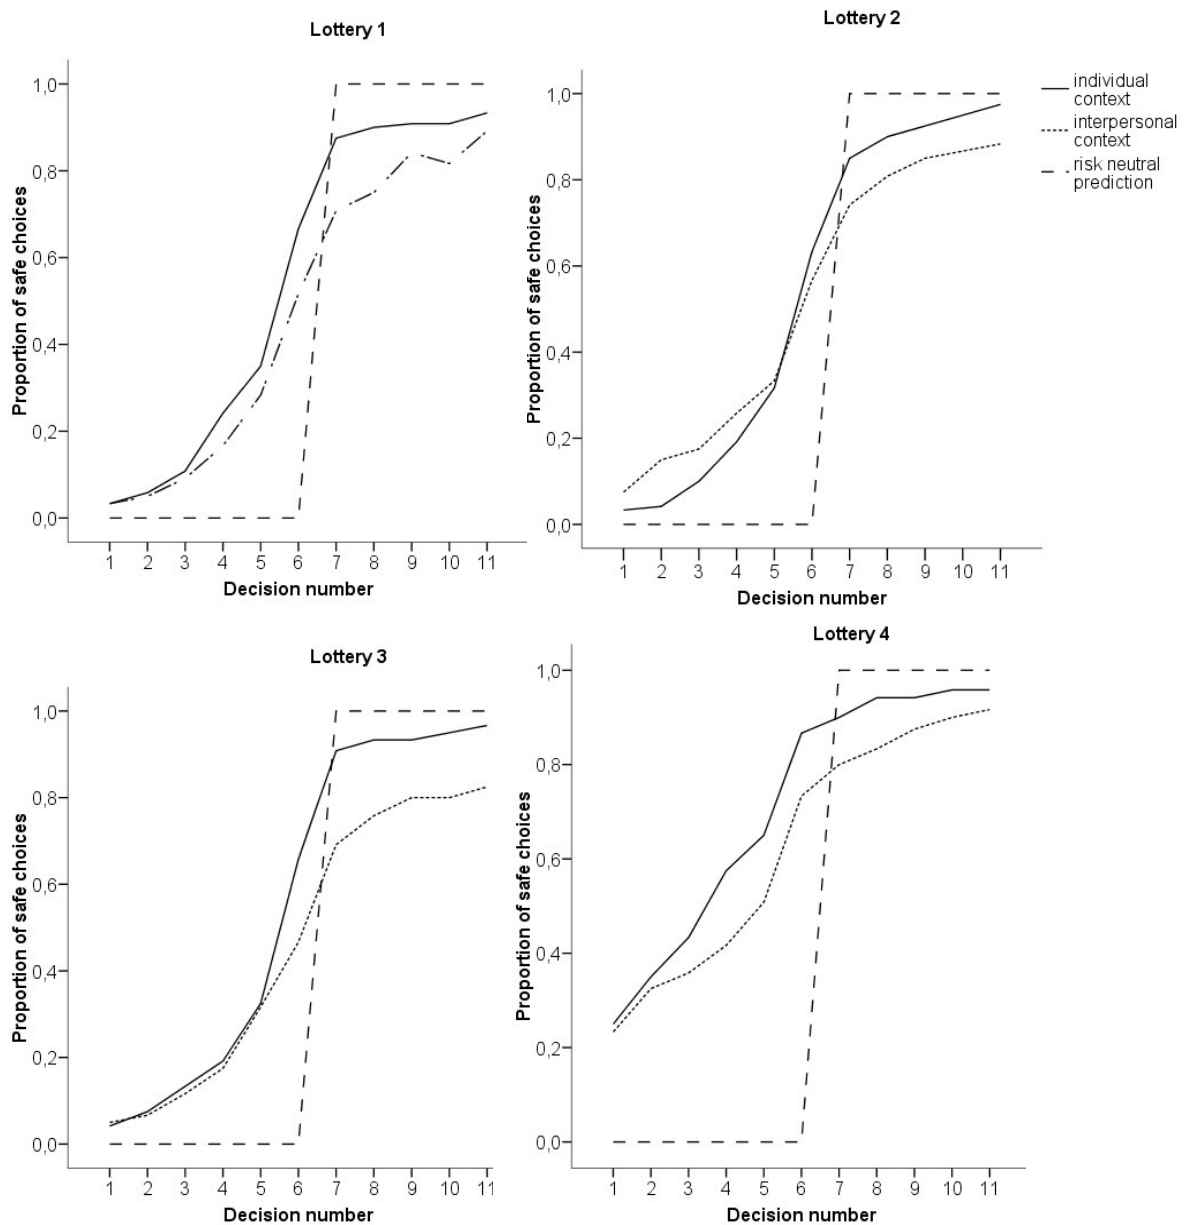 Lottery 1
Proportion of safe choices
1,0
0,8
0,6
0,4
0,2
0,0
1 2 3 4 5 6 7 8 9 10 11
Decision number
Lottery 2
Proportion of safe choices
1,0
0,8
0,6
0,4
0,2
0,0
1 2 3 4 5 6 7 8 9 10 11
Decision number
individual
context
interpersonal
context
risk neutral
prediction
Lottery 3
Proportion of safe choices
1,0
0,8
0,6
0,4
0,2
0,0
1 2 3 4 5 6 7 8 9 10 11
Decision number
Lottery 4
Proportion of safe choices
1,0
0,8
0,6
0,4
0,2
0,0
1 2 3 4 5 6 7 8 9 10 11
Decision number